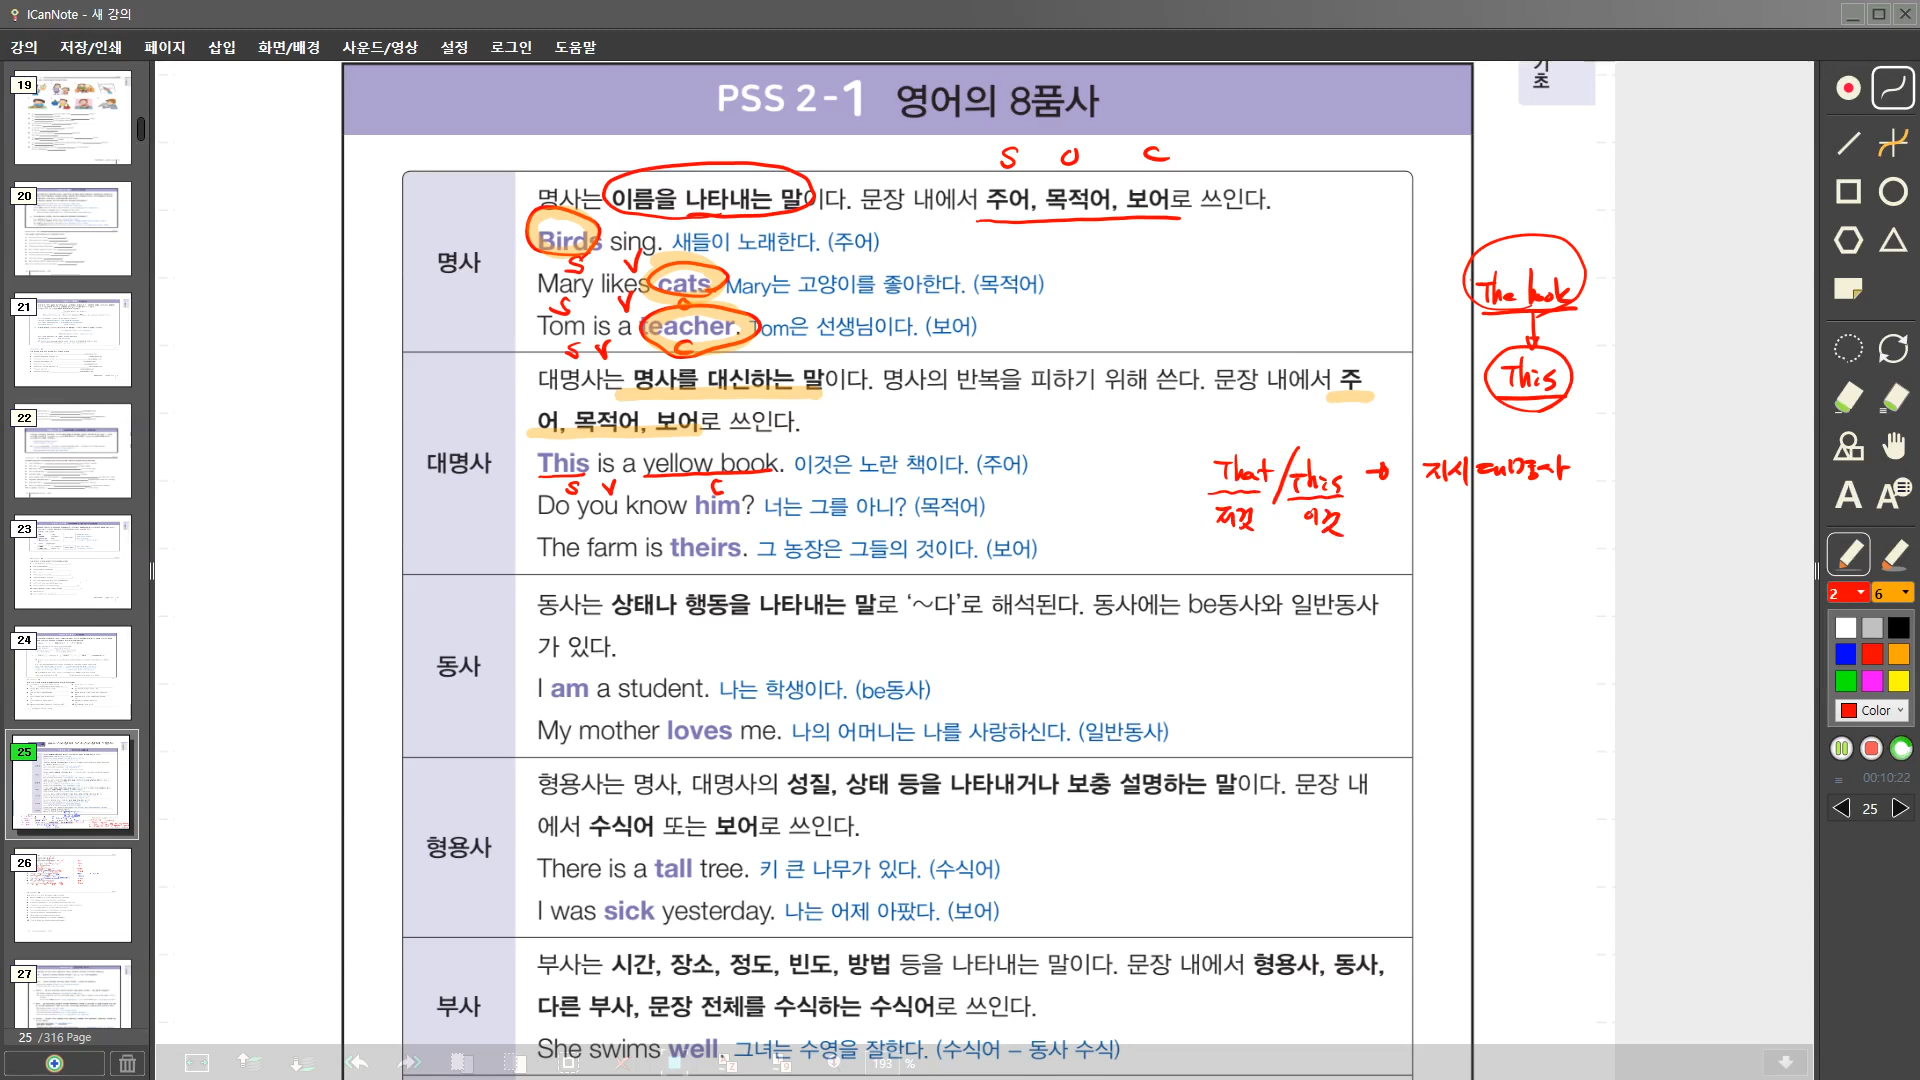 ICanNote - 새 강의
강의 저장/인쇄 페이지 삽입 화면/배경 사운드/영상 설정 로그인 도움말
19
20
21
22
23
24
25
26
27
25 /316 Page
기초
PSS 2-1 영어의 8품사
S O C
명사
명사는 이름을 나타내는 말이다. 문장 내에서 주어, 목적어, 보어로 쓰인다.
Birds sing. 새들이 노래한다. (주어)
S V
Mary likes cats. Mary는 고양이를 좋아한다. (목적어)
S V O
Tom is a teacher. Tom은 선생님이다. (보어)
S V C
The book
This
대명사
대명사는 명사를 대신하는 말이다. 명사의 반복을 피하기 위해 쓴다. 문장 내에서 주
어, 목적어, 보어로 쓰인다.
This is a yellow book. 이것은 노란 책이다. (주어)
S V C
Do you know him? 너는 그를 아니? (목적어)
The farm is theirs. 그 농장은 그들의 것이다. (보어)
That / This → 지시대명사
저것 이것
동사
동사는 상태나 행동을 나타내는 말로 ‘~다’로 해석된다. 동사에는 be동사와 일반동사
가 있다.
I am a student. 나는 학생이다. (be동사)
My mother loves me. 나의 어머니는 나를 사랑하신다. (일반동사)
형용사
형용사는 명사, 대명사의 성질, 상태 등을 나타내거나 보충 설명하는 말이다. 문장 내
에서 수식어 또는 보어로 쓰인다.
There is a tall tree. 키 큰 나무가 있다. (수식어)
I was sick yesterday. 나는 어제 아팠다. (보어)
부사
부사는 시간, 장소, 정도, 빈도, 방법 등을 나타내는 말이다. 문장 내에서 형용사, 동사,
다른 부사, 문장 전체를 수식하는 수식어로 쓰인다.
She swims well. 그녀는 수영을 잘한다. (수식어 – 동사 수식)
193 %
2 6
Color
00:10:22
25